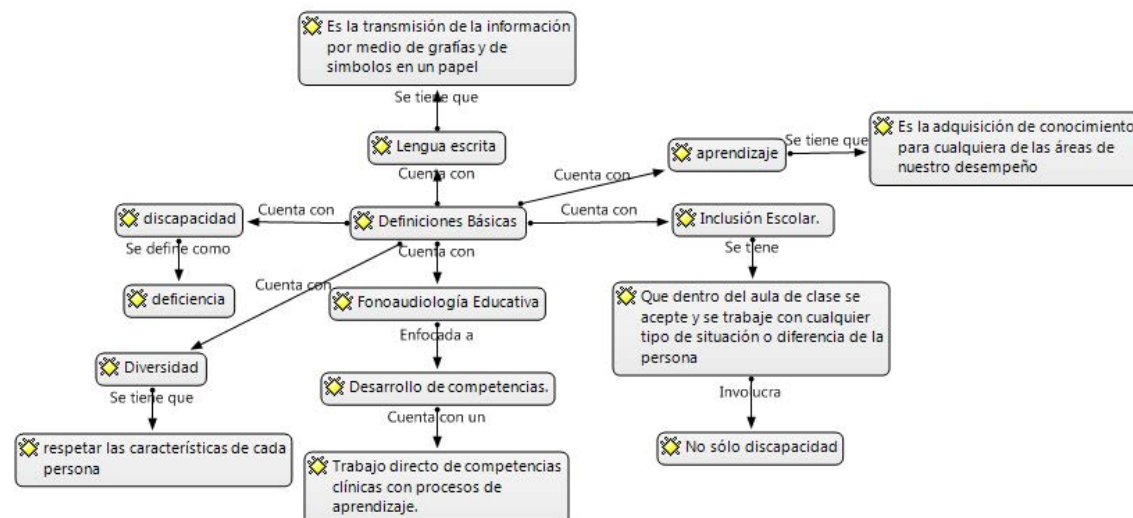 Es la transmisión de la información
por medio de grafías y de
simbolos en un papel
Se tiene que
Lengua escrita
Cuenta con
aprendizaje
Se tiene que
Es la adquisición de conocimiento
para cualquiera de las áreas de
nuestro desempeño
Cuenta con
discapacidad
Cuenta con
Definiciones Básicas
Cuenta con
Inclusión Escolar.
Se define como
Cuenta con
Se tiene
deficiencia
Cuenta con
Fonoaudiología Educativa
Que dentro del aula de clase se
acepte y se trabaje con cualquier
tipo de situación o diferencia de la
persona
Enfocada a
Diversidad
Desarrollo de competencias.
Se tiene que
Cuenta con un
Involucra
respetar las características de cada
persona
No sólo discapacidad
Trabajo directo de competencias
clínicas con procesos de
aprendizaje.